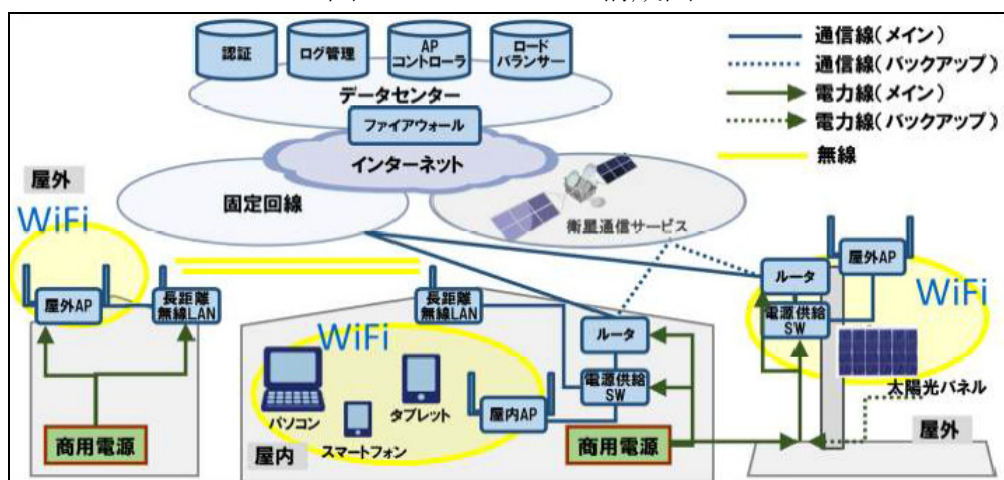 認証
ログ管理
AP
コントローラ
ロード
バランサー
データセンター
ファイアウォール
インターネット
固定回線
衛星通信サービス
通信線(メイン)
通信線(バックアップ)
電力線(メイン)
電力線(バックアップ)
無線
屋外
WiFi
屋外AP
長距離
無線LAN
商用電源
長距離
無線LAN
WiFi
パソコン
スマートフォン
タブレット
屋内AP
ルータ
電源供給
SW
商用電源
屋内
ルータ
屋外AP
WiFi
電源供給
SW
太陽光パネル
屋外